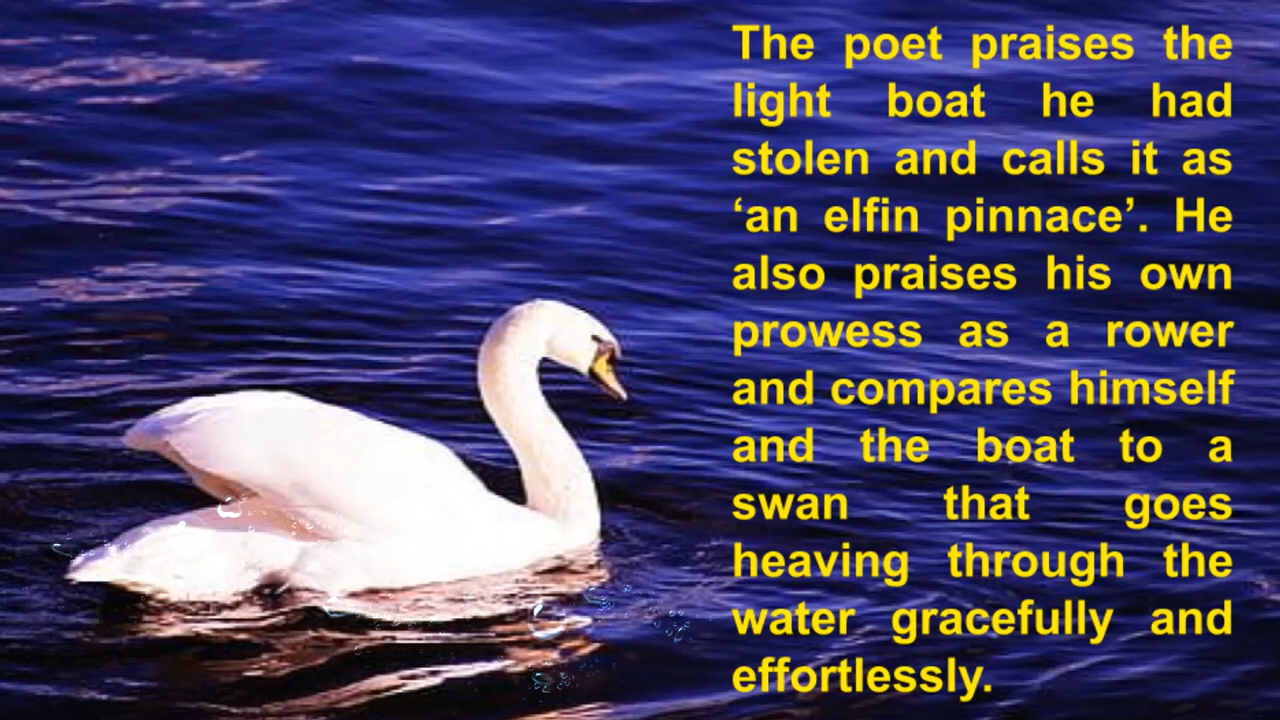 The poet praises the
light boat he had
stolen and calls it as
‘an elfin pinnace’. He
also praises his own
prowess as a rower
and compares himself
and the boat to a
swan that goes
heaving through the
water gracefully and
effortlessly.